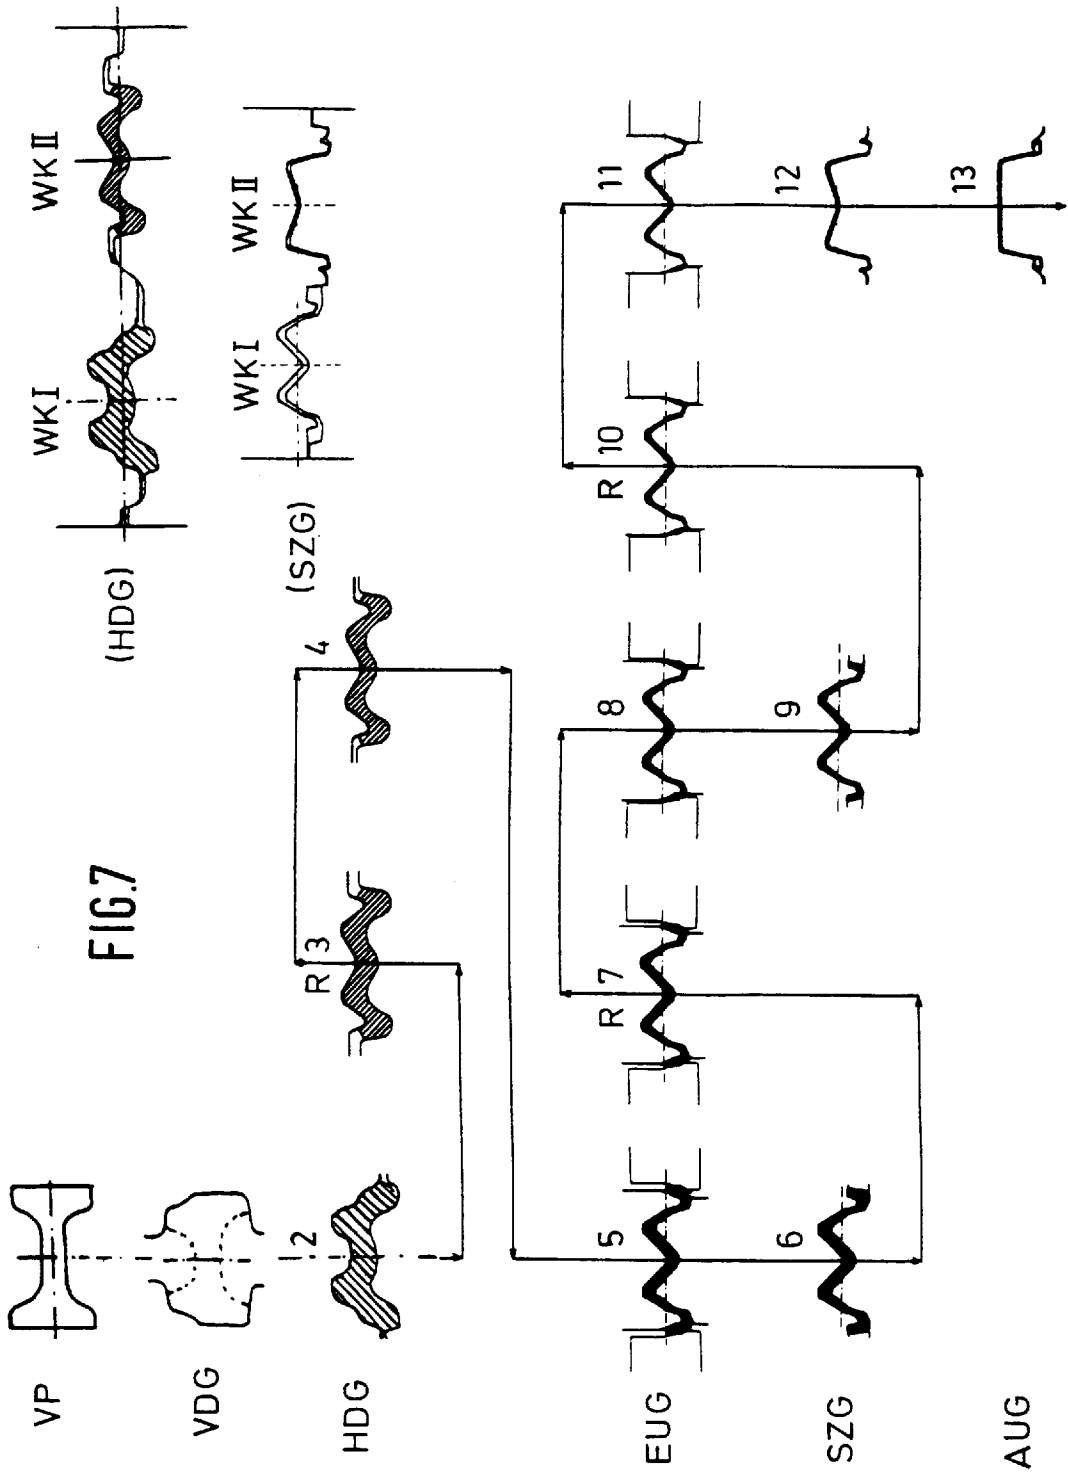 FIG.7
VP
VDG
HDG
2
R 3
4
(HDG)
WK I
WK II
(SZG)
WK I
WK II
EUG
5
R 7
8
R 10
11
SZG
6
9
12
AUG
13